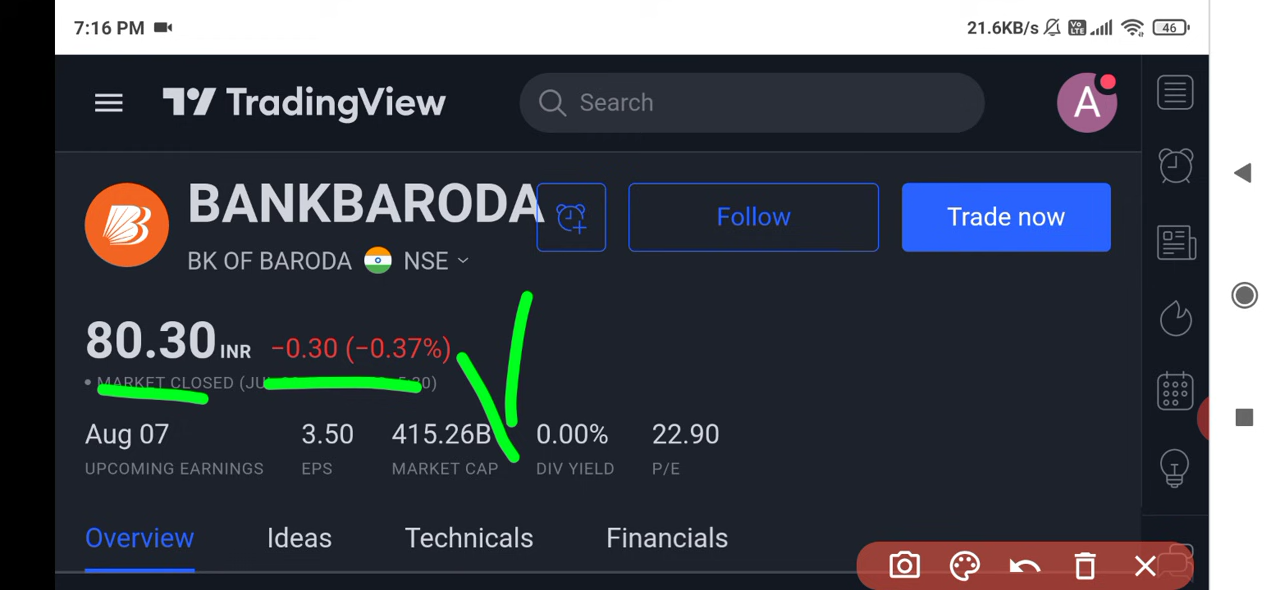 7:16 PM 21.6KB/s Vo LTE 46
TradingView Search A
BANKBARODA Follow Trade now
BK OF BARODA NSE
80.30 INR −0.30 (−0.37%)
MARKET CLOSED
Aug 07 3.50 415.26B 0.00% 22.90
UPCOMING EARNINGS EPS MARKET CAP DIV YIELD P/E
Overview Ideas Technicals Financials